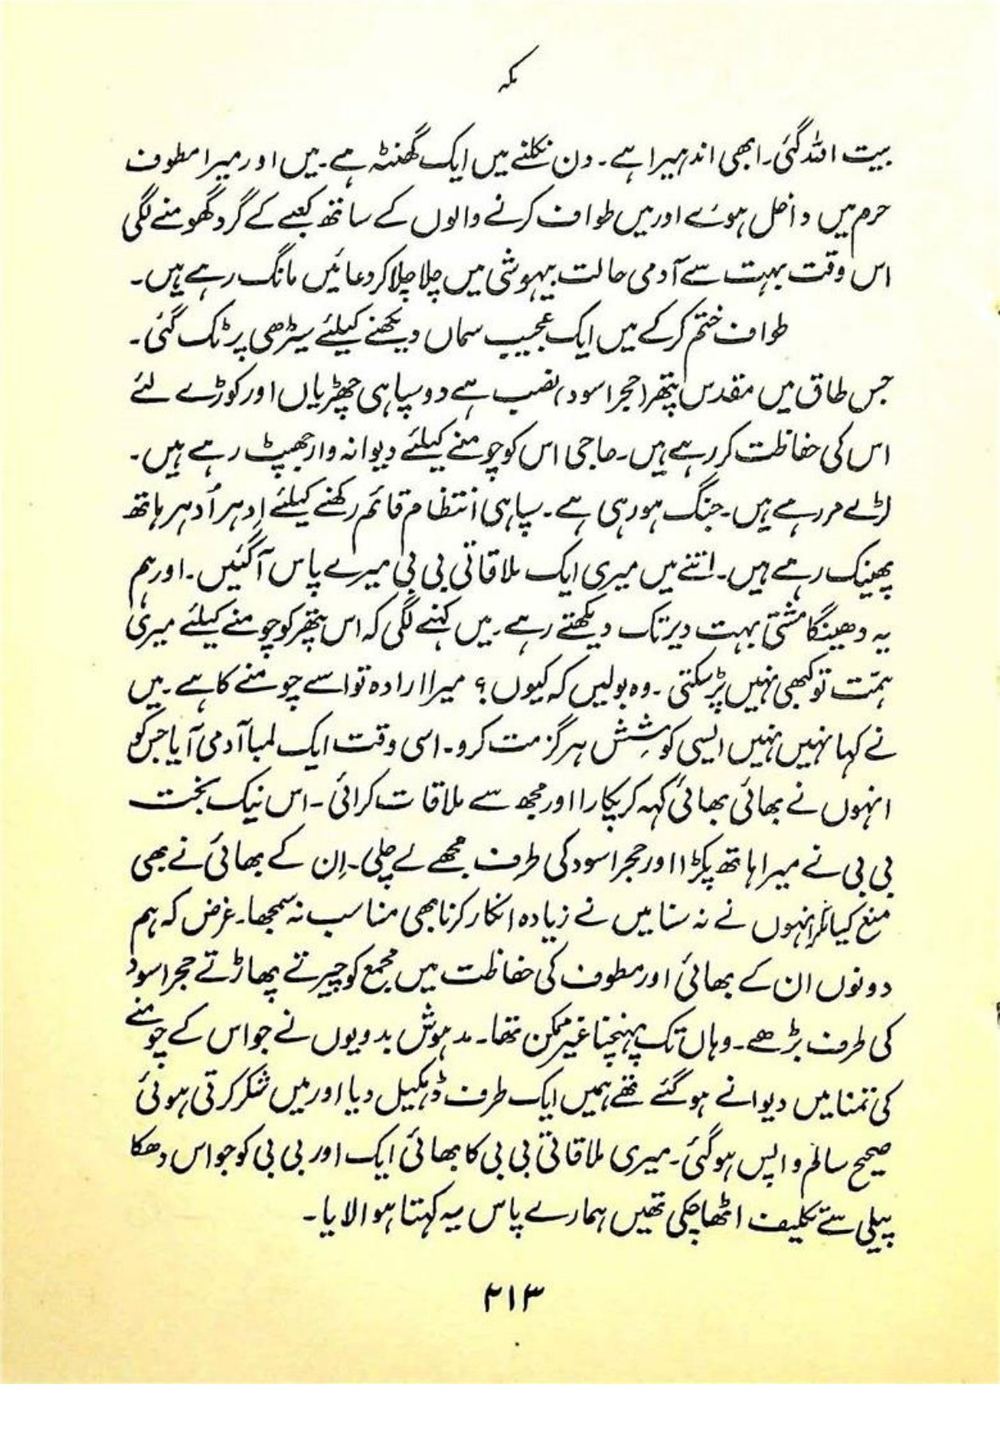 مکہ
بیت اللہ گئی۔ ابھی اندہیرا ہے۔ دن نکلنے میں ایک گھنٹہ ہے۔ میں اور میرا مطوف
حرم میں داخل ہوئے اور میں طواف کرنے والوں کے ساتھ کعبے کے گرد گھومنے لگی
اس وقت بہت سے آدمی حالت بیہوشی میں چلا چلا کر دعائیں مانگ رہے ہیں۔
طواف ختم کر کے میں ایک عجیب سماں دیکھنے کیلئے سیڑھی پر ٹک گئی۔
جس طاق میں مقدس پتھر (حجر اسود) نصب ہے دو سپاہی چھڑیاں اور کوڑے لئے
اس کی حفاظت کر رہے ہیں۔ حاجی اس کو چومنے کیلئے دیوانہ وار جھپٹ رہے ہیں۔
لڑے مر رہے ہیں۔ جنگ ہو رہی ہے۔ سپاہی انتظام قائم رکھنے کیلئے اِدہر اُدہر ہاتھ
پھینک رہے ہیں۔ اتنے میں میری ایک ملاقاتی بی بی میرے پاس آ گئیں۔ اور ہم
یہ دھینگا مشتی بہت دیر تک دیکھتے رہے۔ میں کہنے لگی کہ اس پتھر کو چومنے کیلئے میری
ہمّت تو کبھی نہیں پڑ سکتی۔ وہ بولیں کہ کیوں؟ میرا ارادہ تو اسے چومنے کا ہے۔ میں
نے کہا نہیں نہیں ایسی کوشِش ہرگز مت کرو۔ اسی وقت ایک لمبا آدمی آیا جس کو
انہوں نے بھائی بھائی کہہ کر پکارا اور مجھ سے ملاقات کرائی۔ اس نیک بخت
بی بی نے میرا ہاتھ پکڑا اور حجر اسود کی طرف مجھے لے چلی۔ اِن کے بھائی نے بھی
منع کیا مگر انہوں نے نہ سنا میں نے زیادہ انکار کرنا بھی مناسب نہ سمجھا۔ غرض کہ ہم
دونوں ان کے بھائی اور مطوف کی حفاظت میں مجمع کو چیرتے پھاڑتے حجر اسود
کی طرف بڑھے۔ وہاں تک پہنچنا غیر ممکن تھا۔ مدہوش بدویوں نے جو اس کے چومنے
کی تمنا میں دیوانے ہو گئے تھے ہمیں ایک طرف ڈہکیل دیا اور میں شکر کرتی ہوئی
صحیح سالم واپس ہو گئی۔ میری ملاقاتی بی بی کا بھائی ایک اور بی بی کو جو اس دھکا
پیلی سے تکلیف اٹھا چکی تھیں ہمارے پاس یہ کہتا ہوا لایا۔
۲۱۳